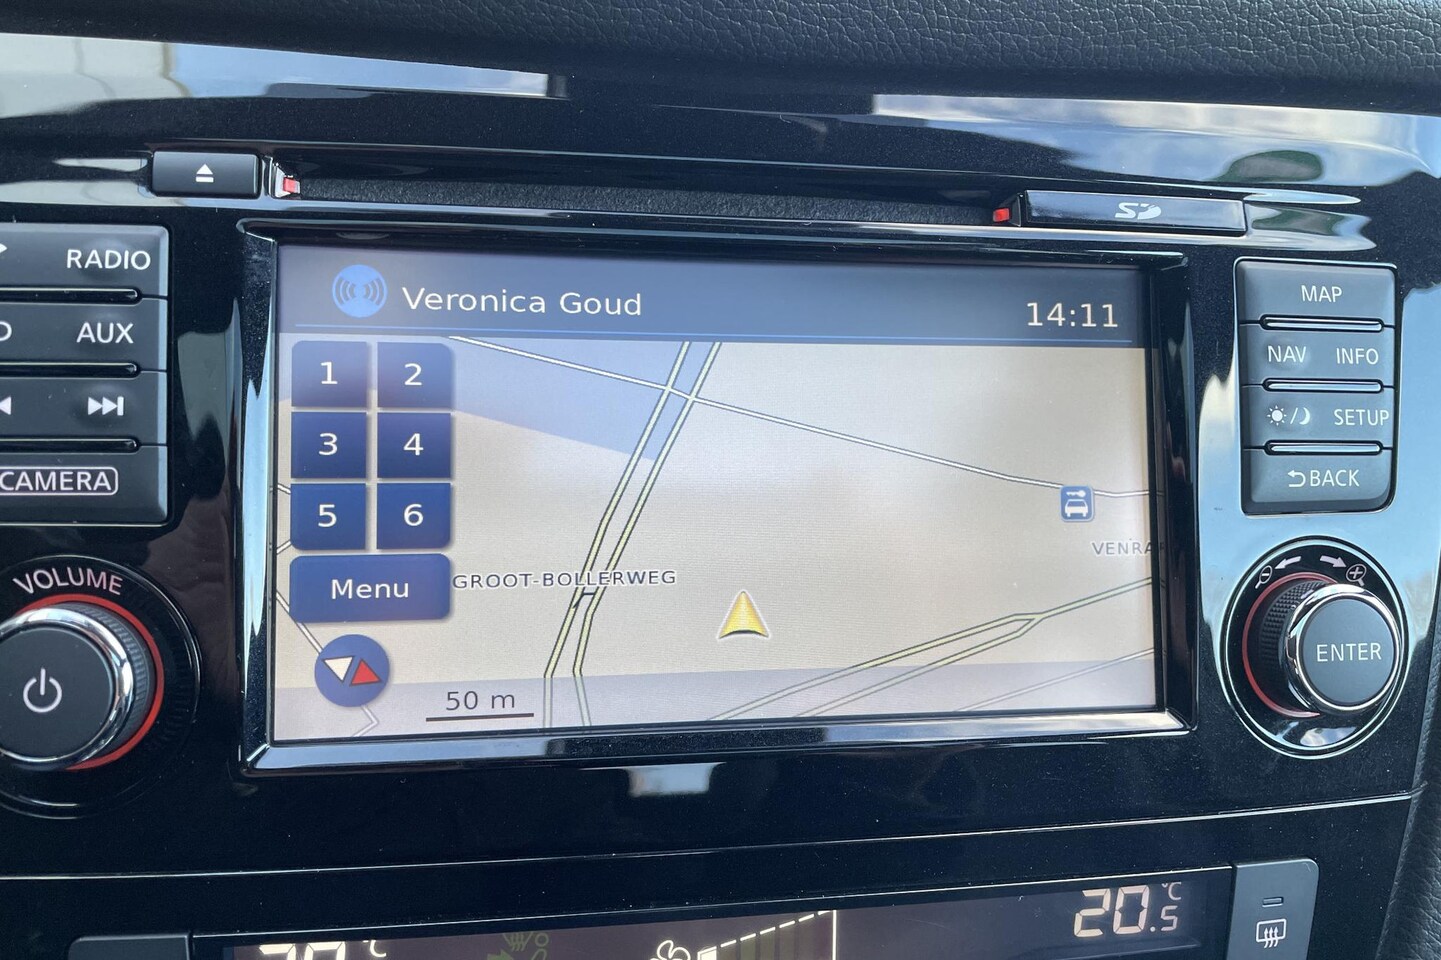 SD
RADIO
AUX
CAMERA
VOLUME
Veronica Goud
14:11
1 2
3 4
5 6
Menu
GROOT-BOLLERWEG
50 m
MAP
NAV INFO
SETUP
BACK
ENTER
20.5 °C
°C